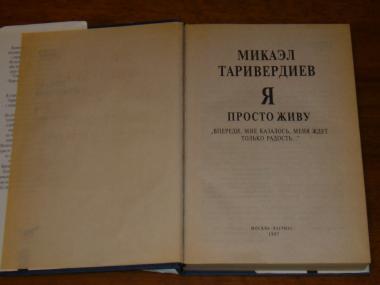 МИКАЭЛ
ТАРИВЕРДИЕВ
Я
ПРОСТО ЖИВУ
„ВПЕРЕДИ, МНЕ КАЗАЛОСЬ, МЕНЯ ЖДЕТ
ТОЛЬКО РАДОСТЬ..."
МОСКВА · ВАГРИУС
1997